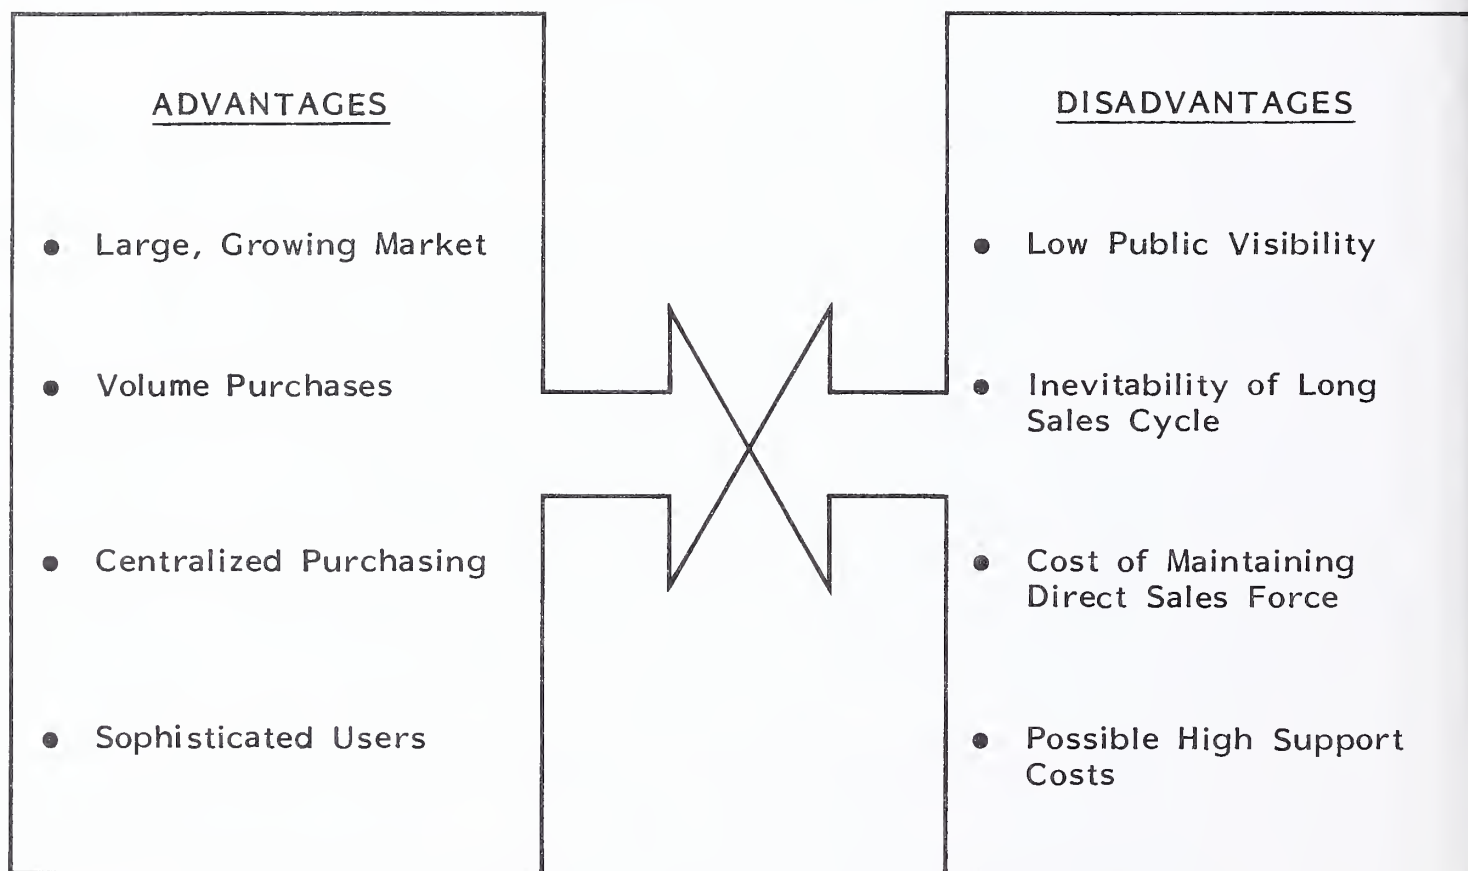 ADVANTAGES
• Large, Growing Market
• Volume Purchases
• Centralized Purchasing
• Sophisticated Users
DISADVANTAGES
• Low Public Visibility
• Inevitability of Long
Sales Cycle
• Cost of Maintaining
Direct Sales Force
• Possible High Support
Costs